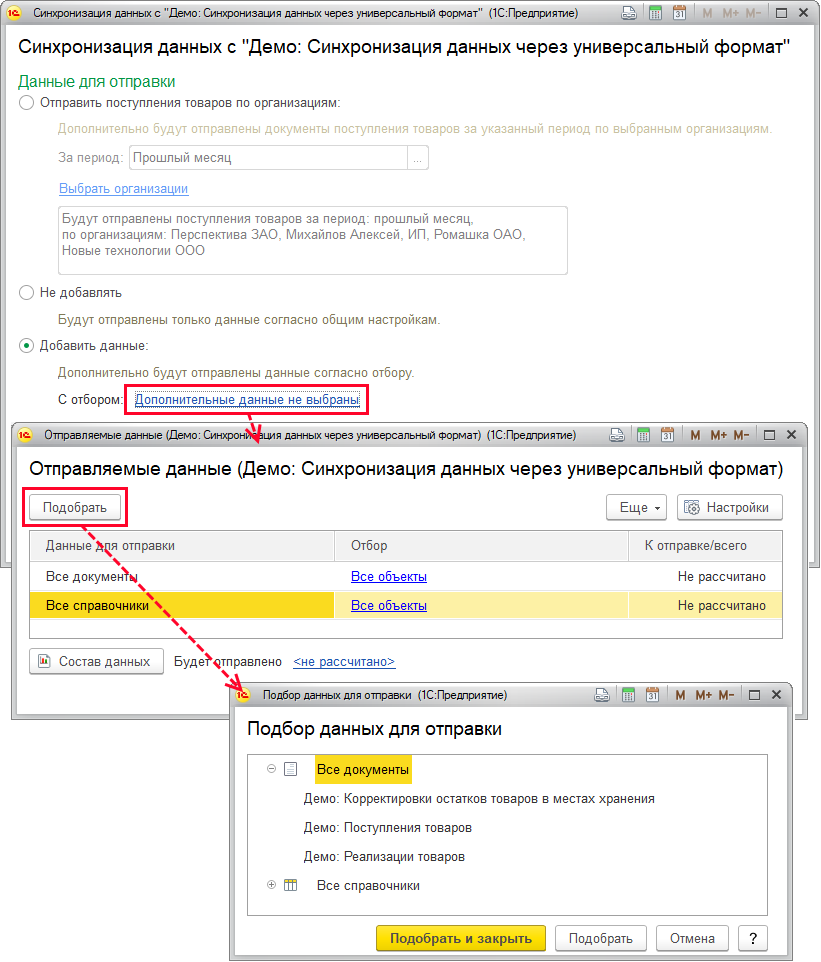 Синхронизация данных с "Демо: Синхронизация данных через универсальный формат" (1С:Предприятие)
M M+ M-
Синхронизация данных с "Демо: Синхронизация данных через универсальный формат"
Данные для отправки
Отправить поступления товаров по организациям:
Дополнительно будут отправлены документы поступления товаров за указанный период по выбранным организациям.
За период: Прошлый месяц ...
Выбрать организации
Будут отправлены поступления товаров за период: прошлый месяц,
по организациям: Перспектива ЗАО, Михайлов Алексей, ИП, Ромашка ОАО,
Новые технологии ООО
Не добавлять
Будут отправлены только данные согласно общим настройкам.
Добавить данные:
Дополнительно будут отправлены данные согласно отбору.
С отбором: Дополнительные данные не выбраны
Отправляемые данные (Демо: Синхронизация данных через универсальный формат) (1С:Предприятие)
M M+ M-
Отправляемые данные (Демо: Синхронизация данных через универсальный формат)
Подобрать Еще Настройки
Данные для отправки Отбор К отправке/всего
Все документы Все объекты Не рассчитано
Все справочники Все объекты Не рассчитано
Состав данных Будет отправлено <не рассчитано>
Подбор данных для отправки (1С:Предприятие)
M M+ M-
Подбор данных для отправки
Все документы
Демо: Корректировки остатков товаров в местах хранения
Демо: Поступления товаров
Демо: Реализации товаров
Все справочники
Подобрать и закрыть Подобрать Отмена ?